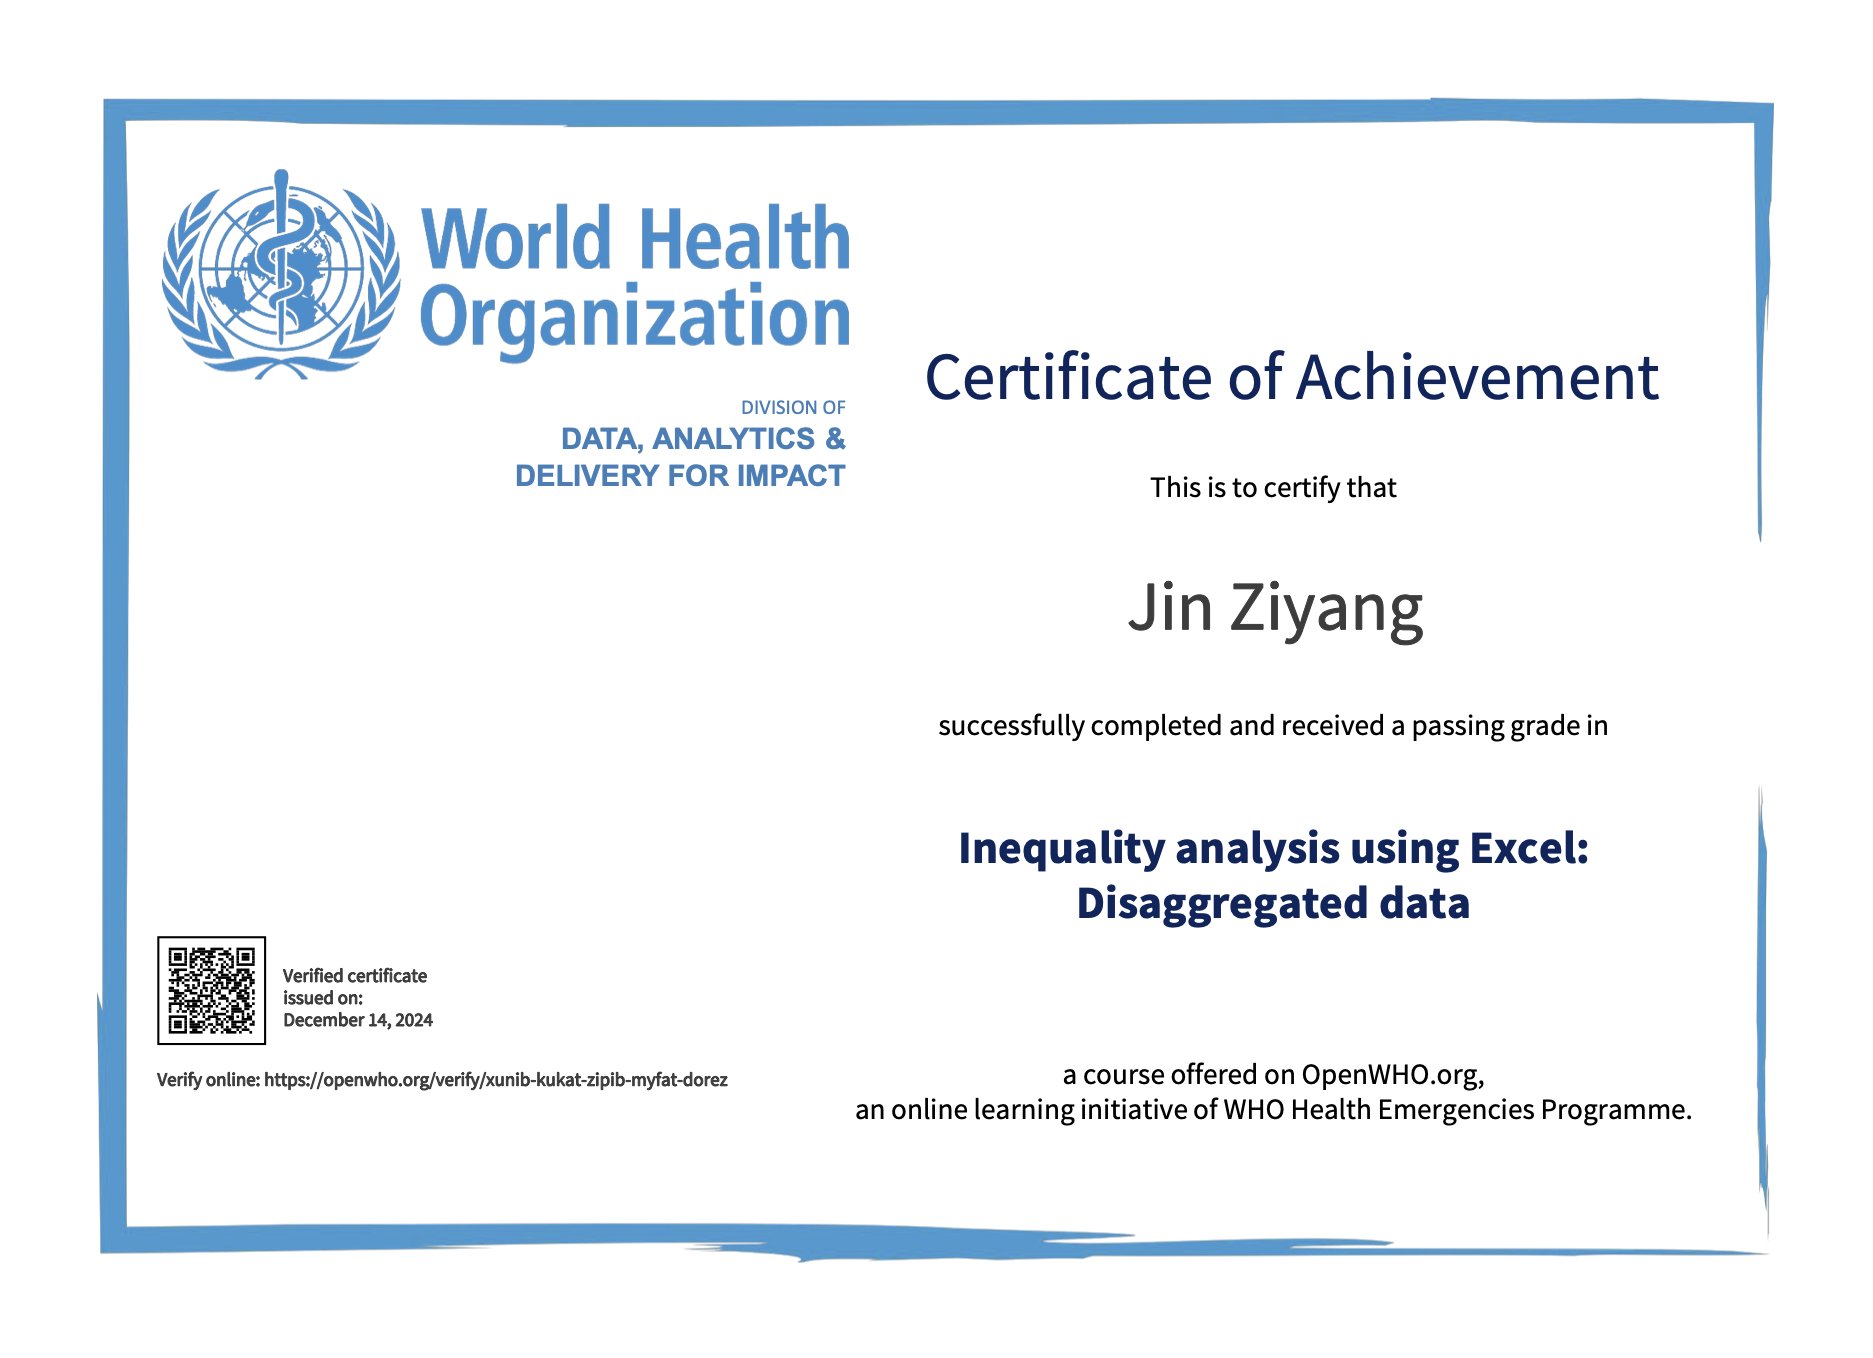 World Health
Organization
DIVISION OF
DATA, ANALYTICS &
DELIVERY FOR IMPACT
Certificate of Achievement
This is to certify that
Jin Ziyang
successfully completed and received a passing grade in
Inequality analysis using Excel:
Disaggregated data
Verified certificate
issued on:
December 14, 2024
Verify online: https://openwho.org/verify/xunib-kukat-zipib-myfat-dorez
a course offered on OpenWHO.org,
an online learning initiative of WHO Health Emergencies Programme.